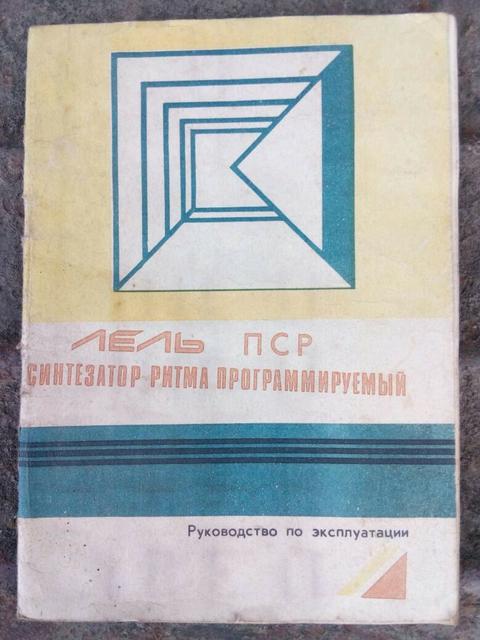 ЛЕЛЬ ПСР
СИНТЕЗАТОР РИТМА ПРОГРАММИРУЕМЫЙ
Руководство по эксплуатации